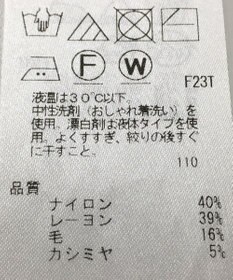 F W
F23T
液温は30℃以下、
中性洗剤（おしゃれ着洗い）を
使用。漂白剤は液体タイプを使
用。よくすすぎ、絞りの後すぐ
に干すこと。
110
品質
ナイロン 40%
レーヨン 39%
毛 16%
カシミヤ 5%